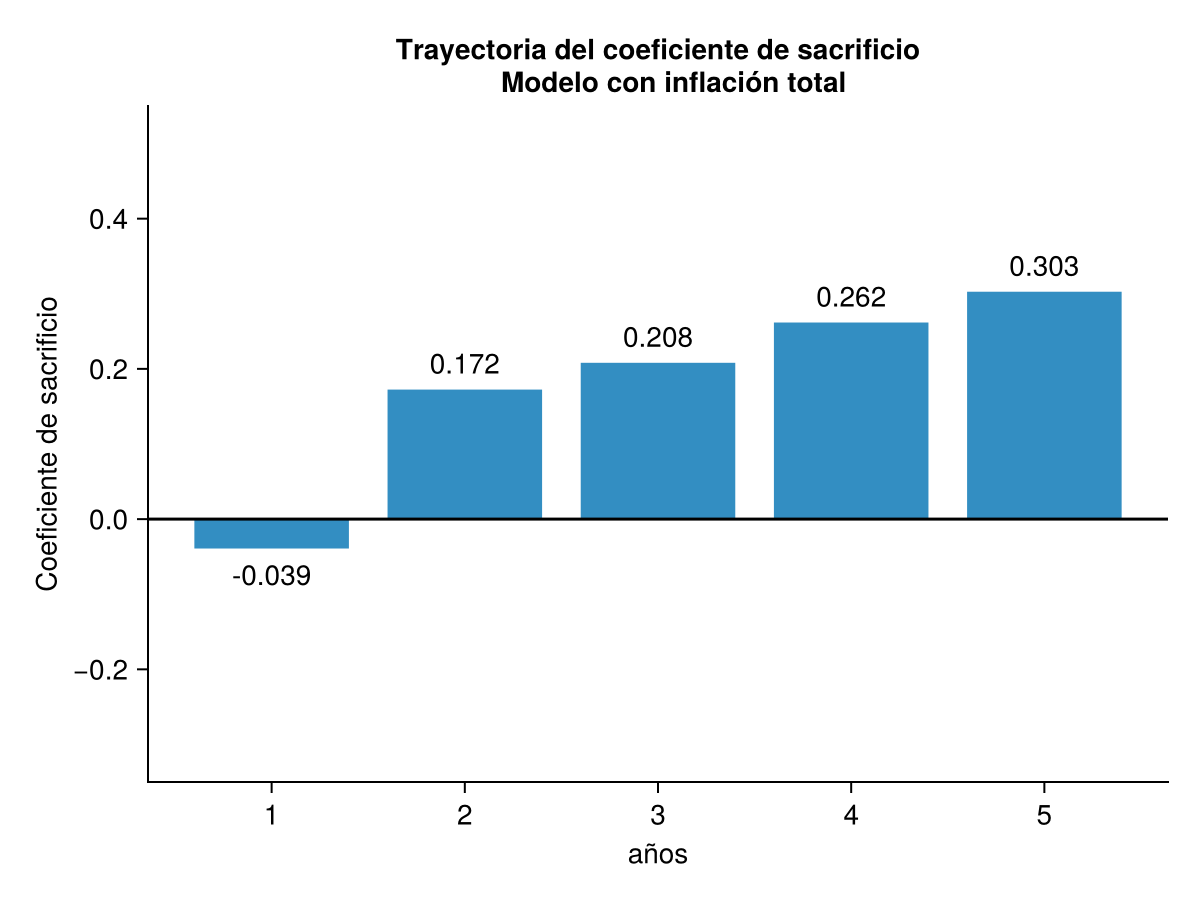 Trayectoria del coeficiente de sacrificio
Modelo con inflación total
Coeficiente de sacrificio
0.4
0.2
0.0
−0.2
-0.039
0.172
0.208
0.262
0.303
1 2 3 4 5
años